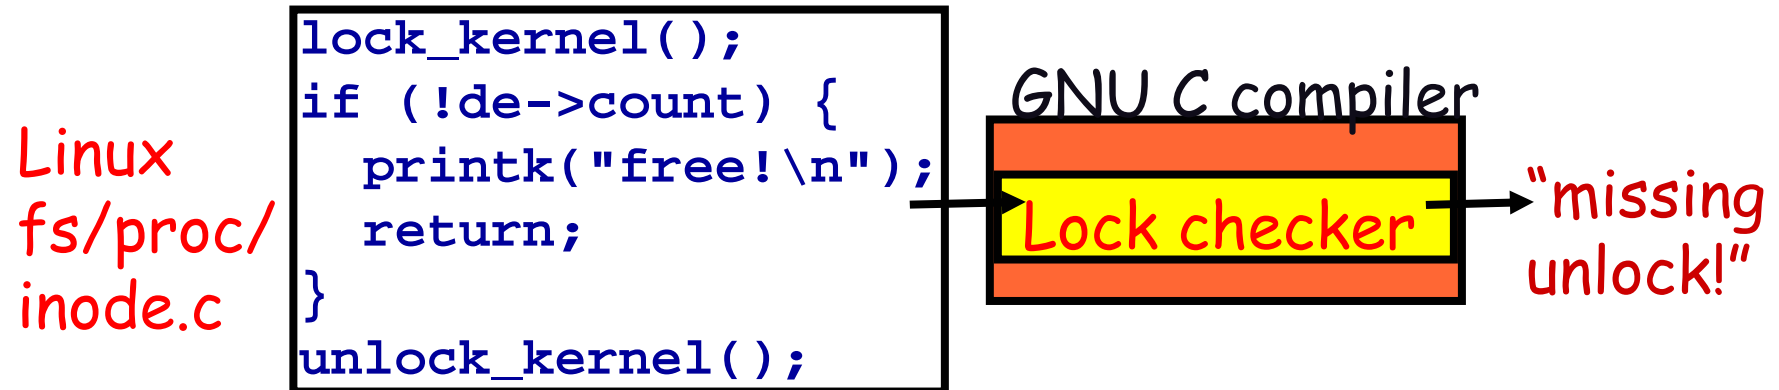 Linux
fs/proc/
inode.c
lock_kernel();
if (!de->count) {
  printk("free!\n");
  return;
}
unlock_kernel();
GNU C compiler
Lock checker
“missing
unlock!”